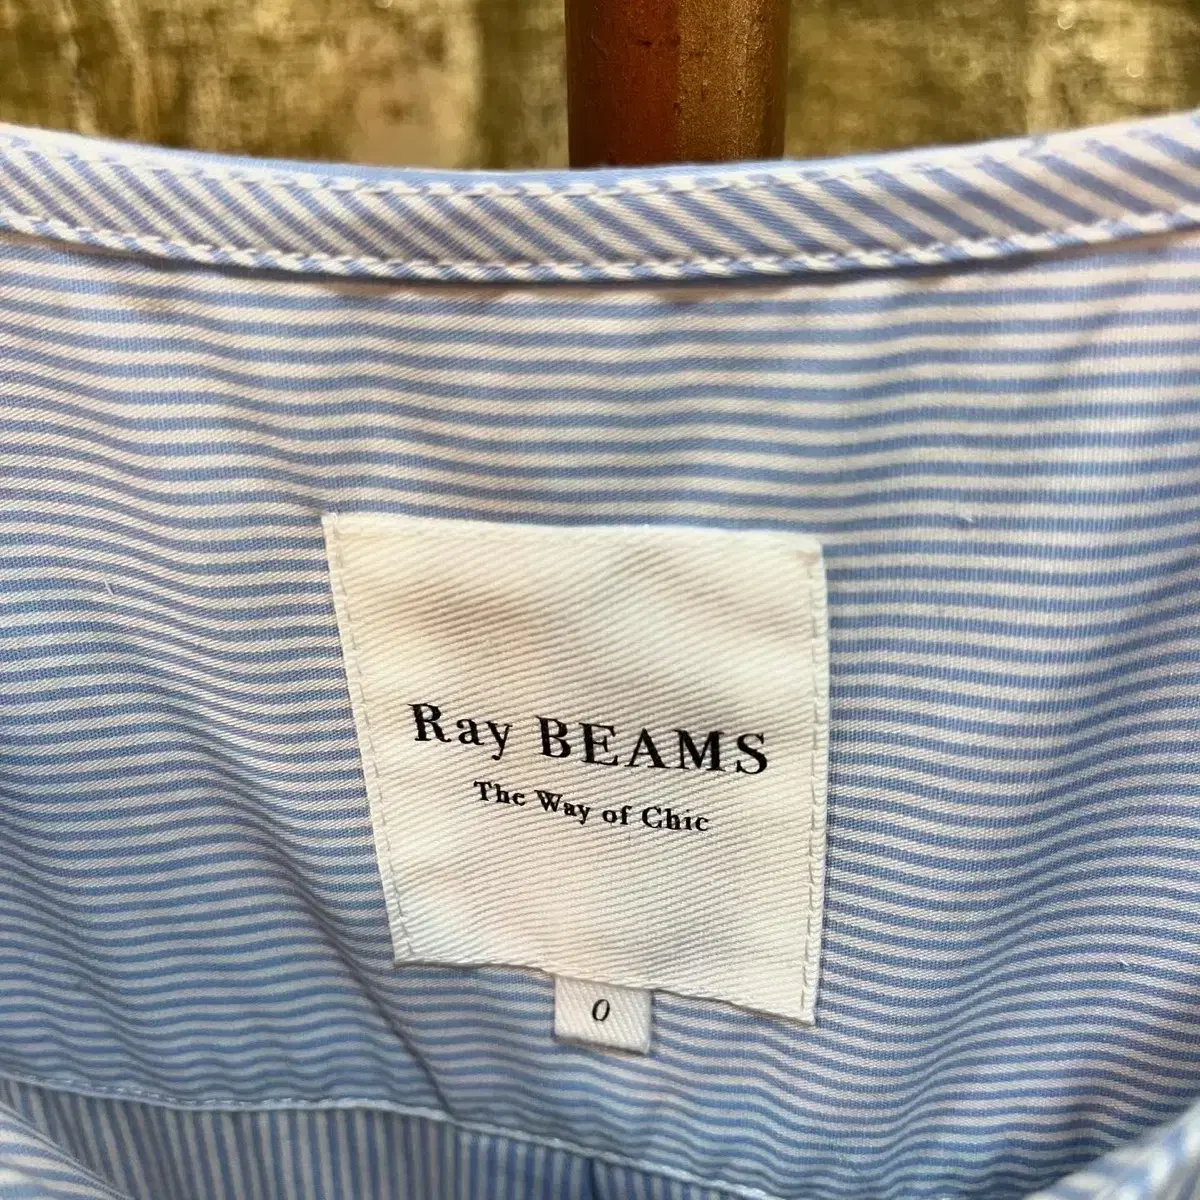 Ray BEAMS
The Way of Chic
0